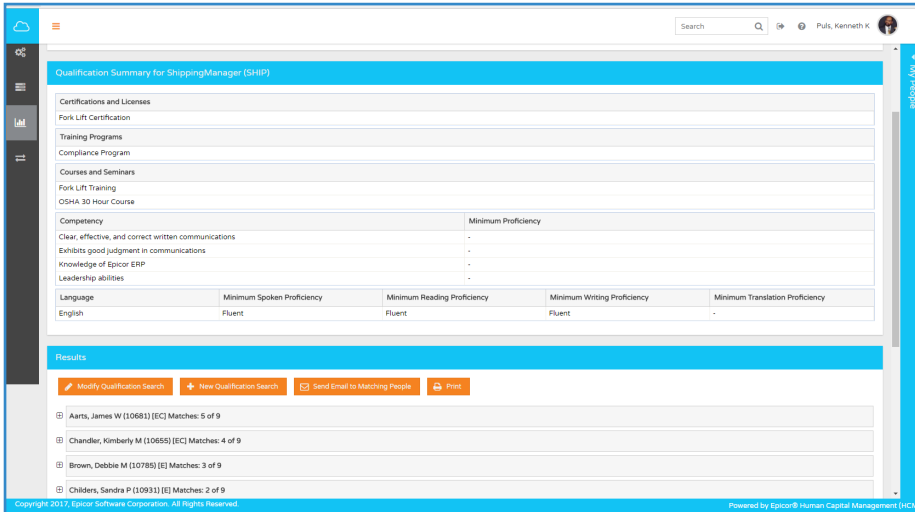 Search
Puls, Kenneth K
My People
Qualification Summary for ShippingManager (SHIP)
Certifications and Licenses
Fork Lift Certification
Training Programs
Compliance Program
Courses and Seminars
Fork Lift Training
OSHA 30 Hour Course
Competency Minimum Proficiency
Clear, effective, and correct written communications -
Exhibits good judgment in communications -
Knowledge of Epicor ERP -
Leadership abilities -
Language Minimum Spoken Proficiency Minimum Reading Proficiency Minimum Writing Proficiency Minimum Translation Proficiency
English Fluent Fluent Fluent -
Results
Modify Qualification Search New Qualification Search Send Email to Matching People Print
Aarts, James W (10681) [EC] Matches: 5 of 9
Chandler, Kimberly M (10655) [EC] Matches: 4 of 9
Brown, Debbie M (10785) [E] Matches: 3 of 9
Childers, Sandra P (10931) [E] Matches: 2 of 9
Copyright 2017, Epicor Software Corporation. All Rights Reserved. Powered by Epicor® Human Capital Management (HCM